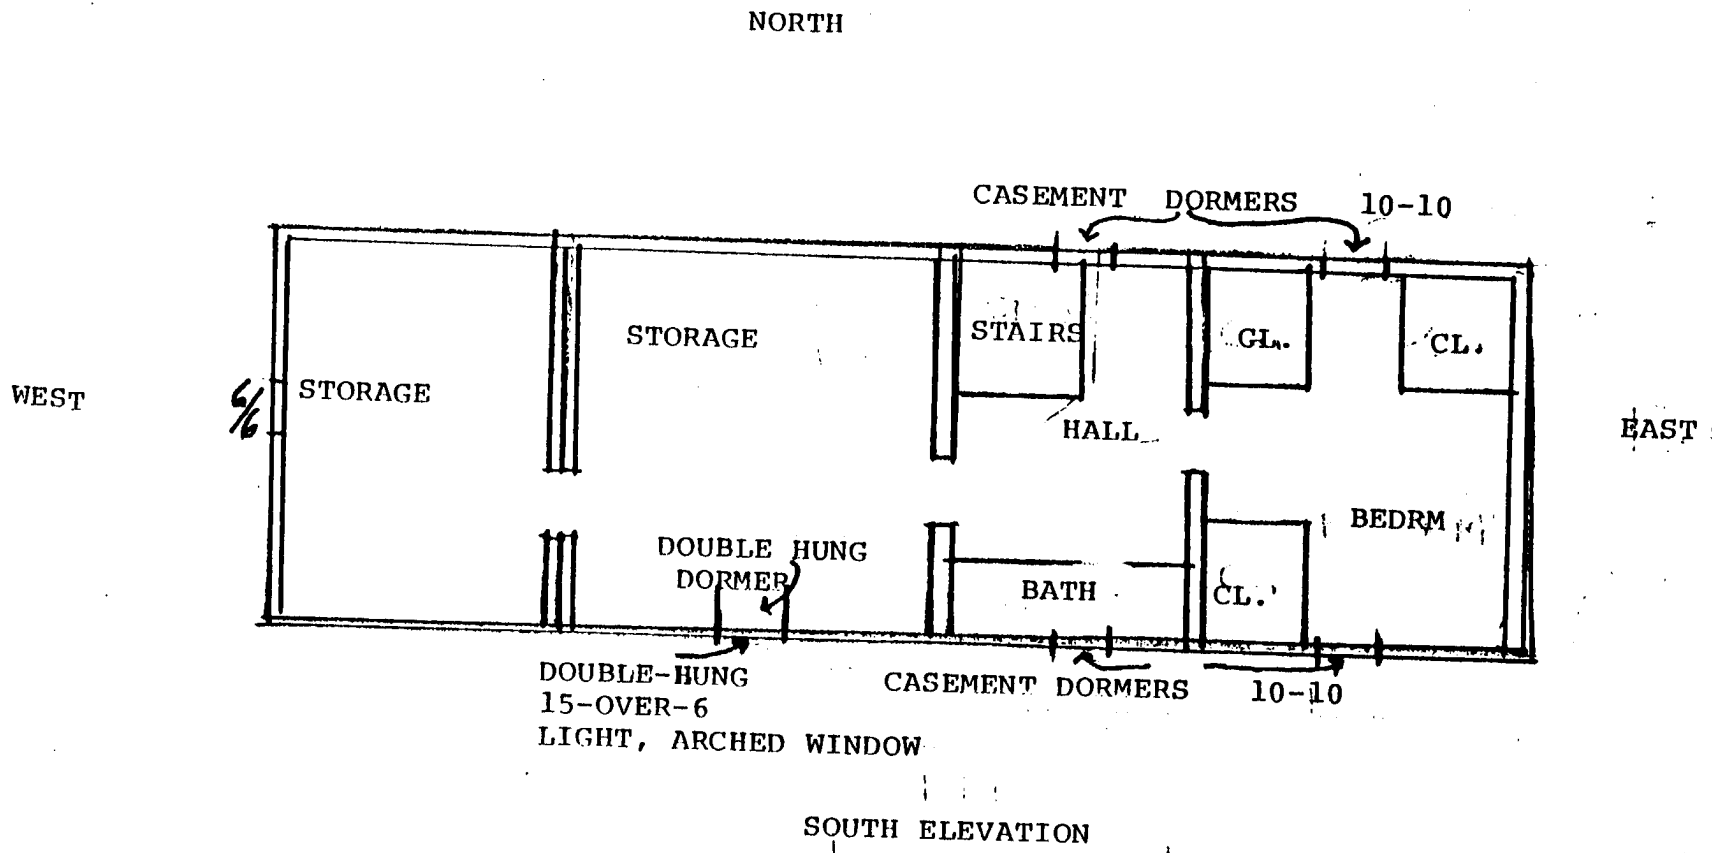 NORTH
CASEMENT DORMERS 10-10
STORAGE
STAIRS
CL.
CL.
WEST
6/6
STORAGE
HALL
EAST
BEDRM
DOUBLE HUNG
DORMER
BATH
CL.
DOUBLE-HUNG
15-OVER-6
LIGHT, ARCHED WINDOW
CASEMENT DORMERS 10-10
SOUTH ELEVATION